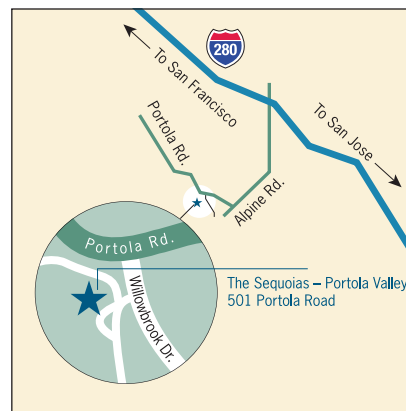 280
To San Francisco
To San Jose
Portola Rd.
Alpine Rd.
Portola Rd.
Willowbrook Dr.
The Sequoias – Portola Valley
501 Portola Road